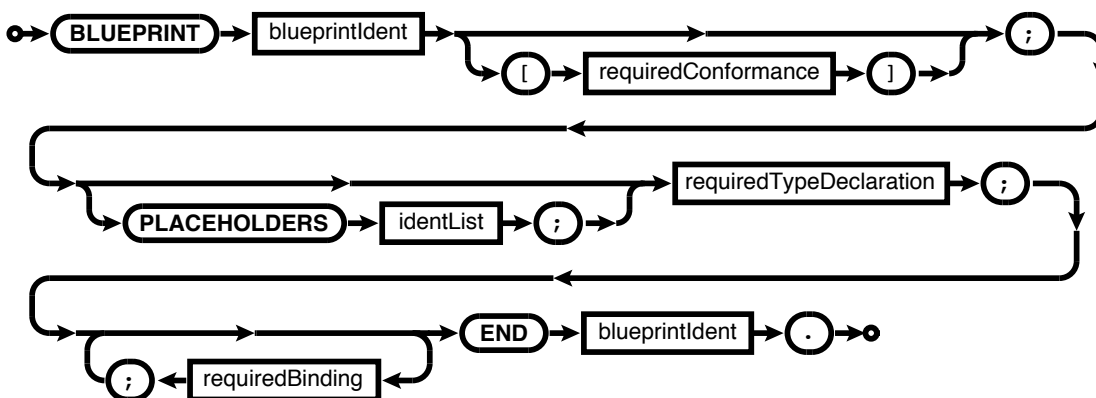 BLUEPRINT blueprintIdent ;
[ requiredConformance ]
requiredTypeDeclaration ;
PLACEHOLDERS identList ;
END blueprintIdent .
; requiredBinding